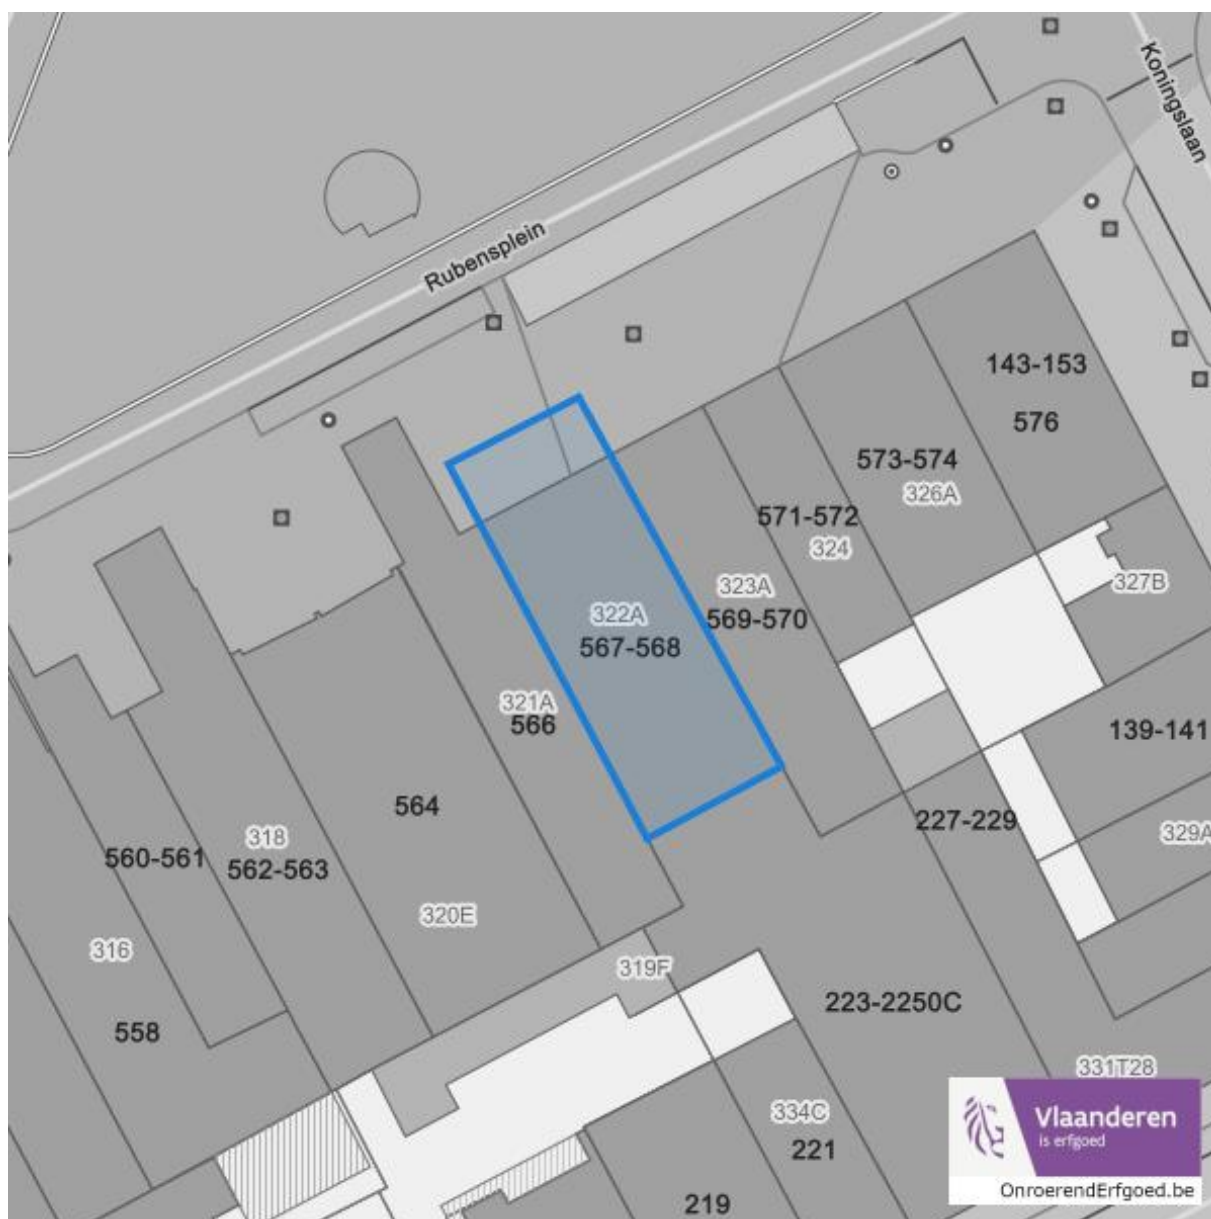 Koningslaan
Rubensplein
143-153
576
573-574
326A
571-572
324
327B
323A
569-570
322A
567-568
321A
566
139-141
564
227-229
329A
560-561
318
562-563
320E
316
319F
223-2250C
558
331T28
334C
221
219
Vlaanderen
is erfgoed
OnroerendErfgoed.be